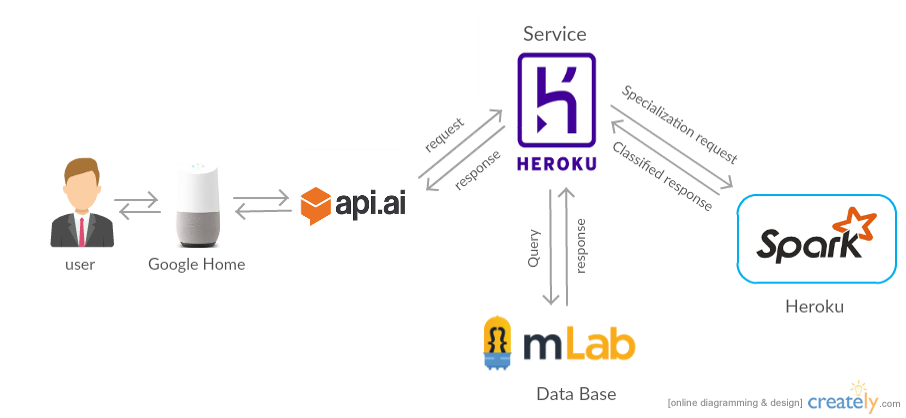 Service
HEROKU
request
response
Specialization request
Classified response
api.ai
user
Google Home
Query
response
Spark
Heroku
mLab
Data Base
[online diagramming & design] creately.com